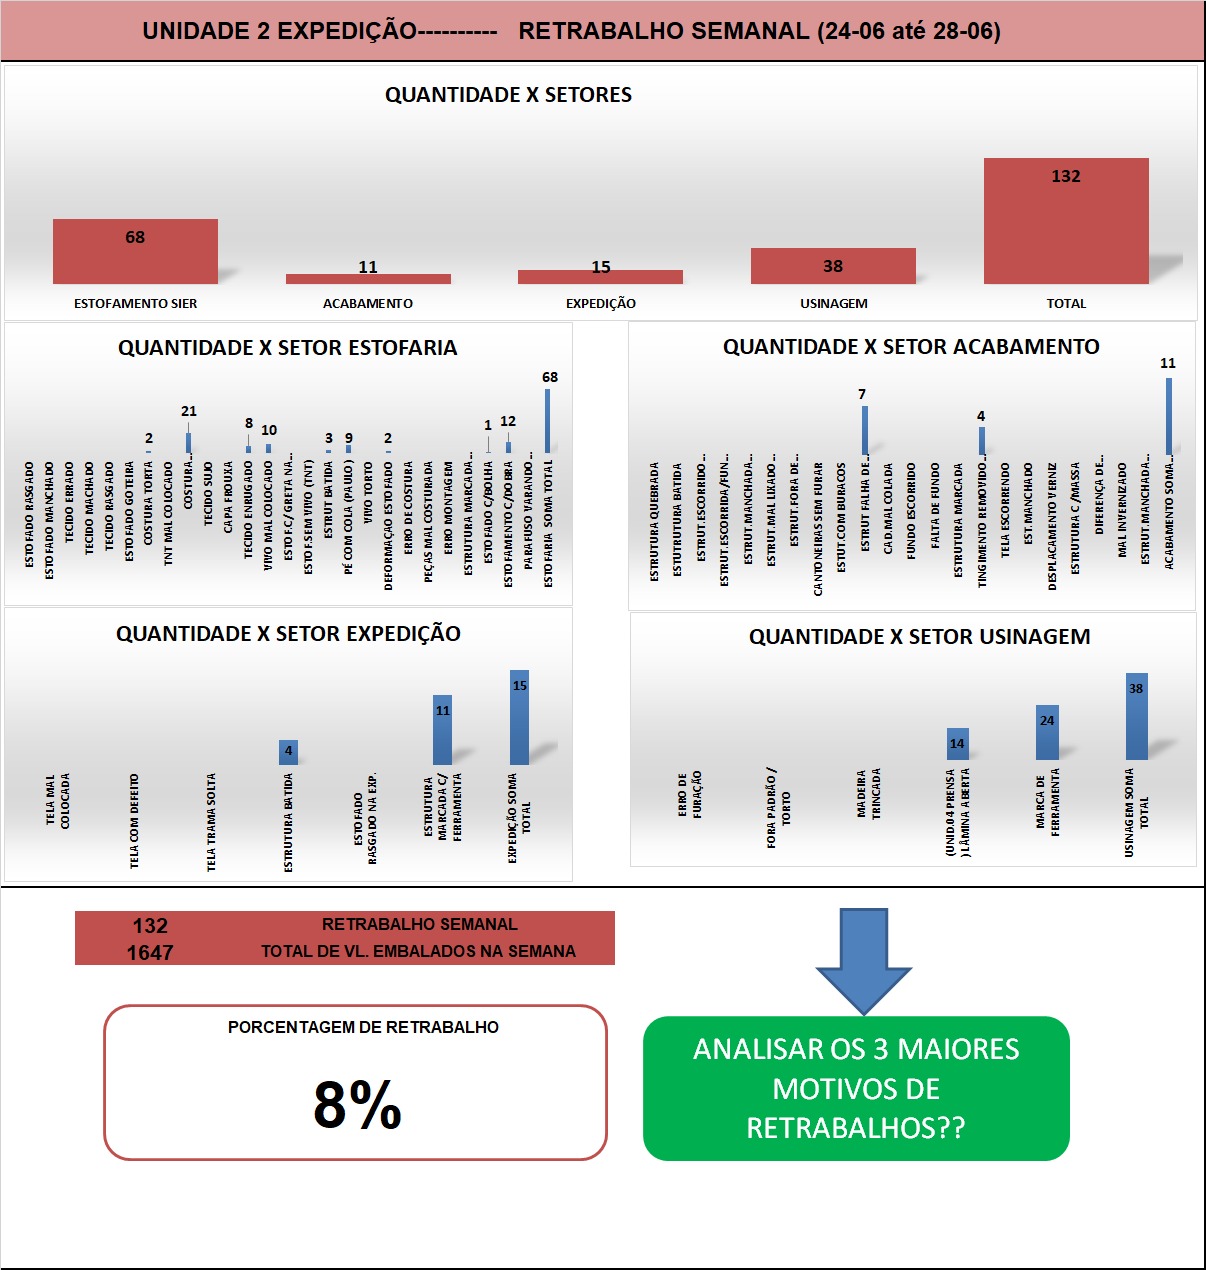 UNIDADE 2 EXPEDIÇÃO---------- RETRABALHO SEMANAL (24-06 até 28-06)
QUANTIDADE X SETORES
68
11
15
38
132
ESTOFAMENTO SIER
ACABAMENTO
EXPEDIÇÃO
USINAGEM
TOTAL
QUANTIDADE X SETOR ESTOFARIA
2
21
8
10
3
9
2
1
12
68
ESTOFADO RASGADO
ESTOFADO MANCHADO
TECIDO ERRADO
TECIDO MACHADO
TECIDO RASGADO
ESTOFADO GOTEIRA
COSTURA TORTA
TNT MAL COLOCADO
COSTURA...
TECIDO SUJO
CAPA FROUXA
TECIDO ENRUGADO
VIVO MAL COLOCADO
ESTOF.C/ GRETA NA...
ESTOF.SEM VIVO (TNT)
ESTRUT BATIDA
PÉ COM COLA (PAULO)
VIVO TORTO
DEFORMAÇÃO ESTOFADO
ERRO DE COSTURA
PEÇAS MAL COSTURADA
ERRO MONTAGEM
ESTRUTURA MARCADA...
ESTOFADO C/BOLHA
ESTOFAMENTO C/DOBRA
PARAFUSO VARANDO...
ESTOFARIA SOMA TOTAL
QUANTIDADE X SETOR ACABAMENTO
7
4
11
ESTRUTURA QUEBRADA
ESTUTRURA BATIDA
ESTRUT.ESCORRIDO...
ESTRUT.ESCORRIDA/FUN...
ESTRUT.MANCHADA...
ESTRUT.MAL LIXADO...
ESTRUT.FORA DE...
CANTONEIRAS SEM FURAR
ESTUT.COM BURACOS
ESTRUT FALHA DE...
CAD.MAL COLADA
FUNDO ESCORRIDO
FALTA DE FUNDO
ESTRUTURA MARCADA
TINGIMENTO REMOVIDO...
TELA ESCORRENDO
EST.MANCHADO
DESPLACAMENTO VERNIZ
ESTRUTURA C /MASSA
DIFERENÇA DE...
MAL INVERNIZADO
ESTRUT.MANCHADA...
ACABAMENTO SOMA...
QUANTIDADE X SETOR EXPEDIÇÃO
4
11
15
TELA MAL
COLOCADA
TELA COM DEFEITO
TELA TRAMA SOLTA
ESTRUTURA BATIDA
ESTOFADO
RASGADO NA EXP.
ESTRUTURA
MARCADA C/
FERRAMENTA
EXPEDIÇÃO SOMA
TOTAL
QUANTIDADE X SETOR USINAGEM
14
24
38
ERRO DE
FURAÇÃO
FORA PADRÃO /
TORTO
MADEIRA
TRINCADA
(UNID.04 PRENSA
) LÂMINA ABERTA
MARCA DE
FERRAMENTA
USINAGEM SOMA
TOTAL
132 RETRABALHO SEMANAL
1647 TOTAL DE VL. EMBALADOS NA SEMANA
PORCENTAGEM DE RETRABALHO
8%
ANALISAR OS 3 MAIORES
MOTIVOS DE
RETRABALHOS??